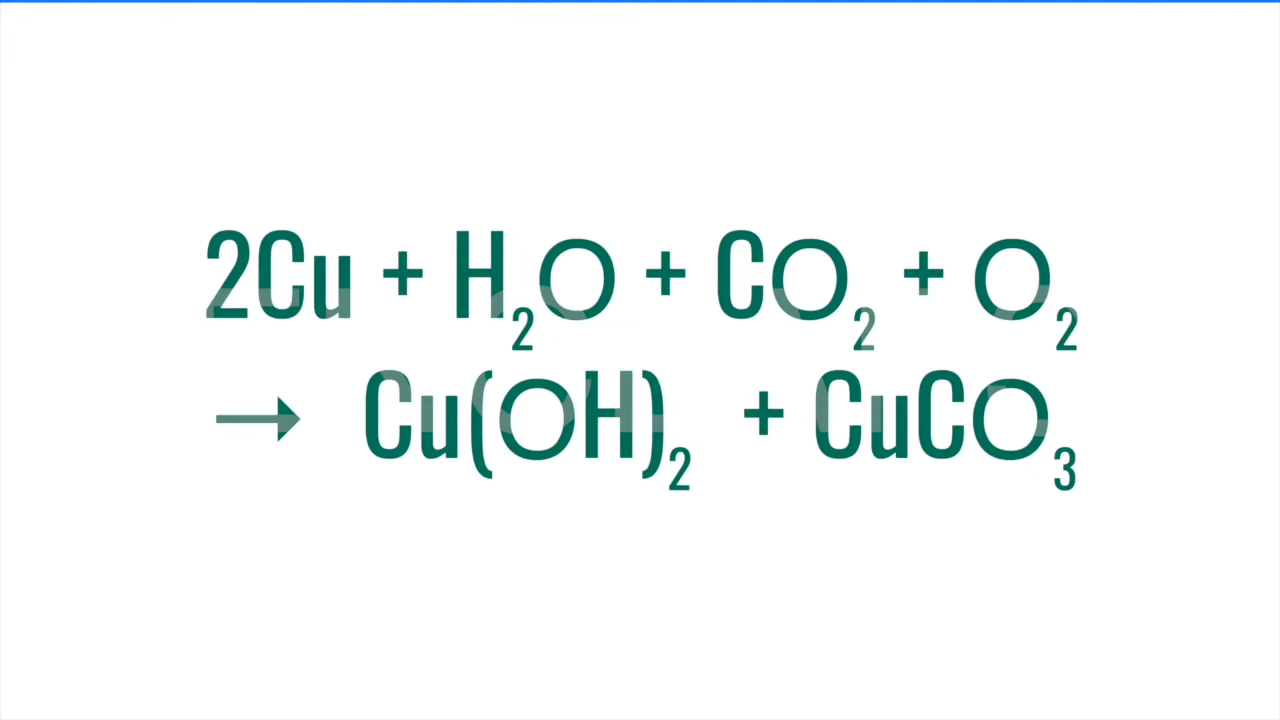 2Cu + H₂O + CO₂ + O₂
→ Cu(OH)₂ + CuCO₃